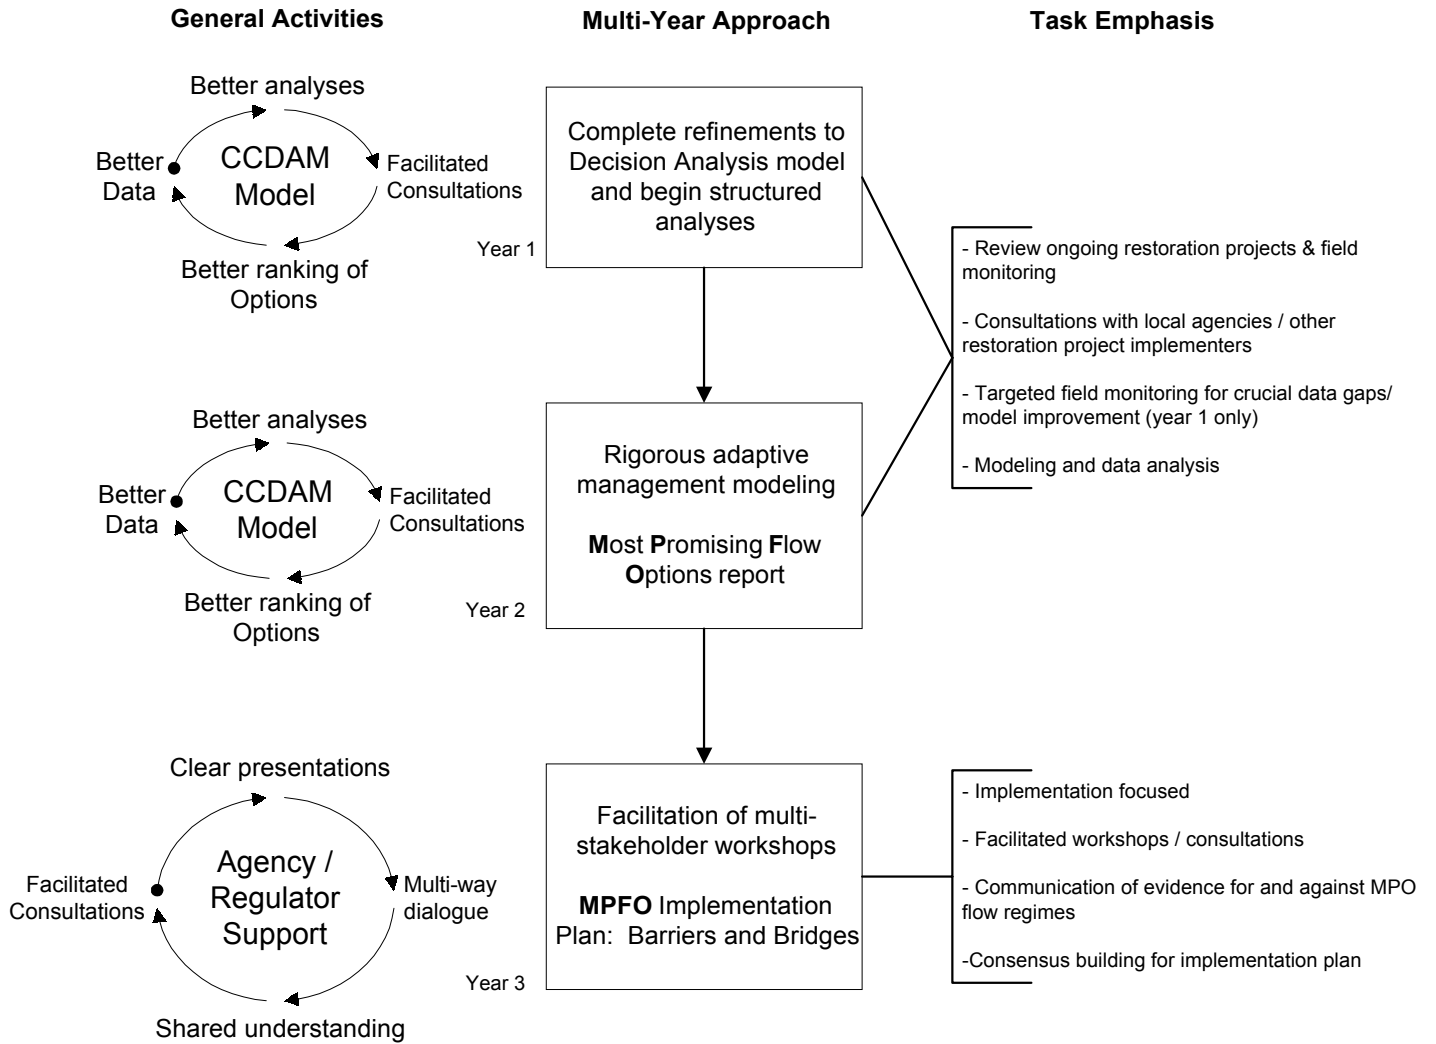 General Activities
Multi-Year Approach
Task Emphasis
Better analyses
Better
Data
CCDAM
Model
Facilitated
Consultations
Better ranking of
Options
Year 1
Complete refinements to
Decision Analysis model
and begin structured
analyses
- Review ongoing restoration projects & field
monitoring
- Consultations with local agencies / other
restoration project implementers
- Targeted field monitoring for crucial data gaps/
model improvement (year 1 only)
- Modeling and data analysis
Better analyses
Better
Data
CCDAM
Model
Facilitated
Consultations
Better ranking of
Options
Year 2
Rigorous adaptive
management modeling
Most Promising Flow
Options report
Clear presentations
Facilitated
Consultations
Agency /
Regulator
Support
Multi-way
dialogue
Shared understanding
Year 3
Facilitation of multi-
stakeholder workshops
MPFO Implementation
Plan: Barriers and Bridges
- Implementation focused
- Facilitated workshops / consultations
- Communication of evidence for and against MPO
flow regimes
-Consensus building for implementation plan